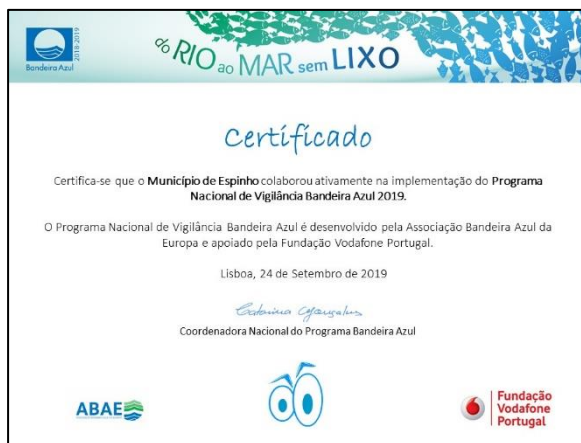 Bandeira Azul
2018-2019
do RIO ao MAR sem LIXO
Certificado
Certifica-se que o Município de Espinho colaborou ativamente na implementação do Programa
Nacional de Vigilância Bandeira Azul 2019.
O Programa Nacional de Vigilância Bandeira Azul é desenvolvido pela Associação Bandeira Azul da
Europa e apoiado pela Fundação Vodafone Portugal.
Lisboa, 24 de Setembro de 2019
Catarina Gonçalves
Coordenadora Nacional do Programa Bandeira Azul
ABAE
Fundação
Vodafone
Portugal